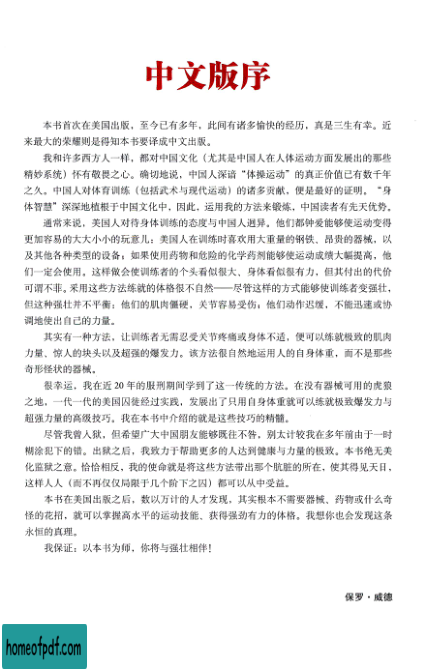 中文版序
本书首次在美国出版，至今已有多年，此间有诸多愉快的经历，真是三生有幸。近
来最大的荣耀则是得知本书要译成中文出版。
我和许多西方人一样，都对中国文化（尤其是中国人在人体运动方面发展出的那些
精妙系统）怀有敬畏之心。确切地说，中国人深谙“体操运动”的真正价值已有数千年
之久。中国人对体育训练（包括武术与现代运动）的诸多贡献，便是最好的证明。“身
体智慧”深深地植根于中国文化中，因此，运用我的方法来锻炼，中国读者有先天优势。
通常来说，美国人对待身体训练的态度与中国人迥异。他们都钟爱能够使运动变得
更加容易的大大小小的玩意儿：美国人在训练时喜欢用大重量的钢铁、昂贵的器械，以
及其他各种类型的设备；如果使用药物和危险的化学药剂能够使运动成绩大幅提高，他
们一定会使用。这样做会使训练者的个头看似很大、身体看似很有力，但其付出的代价
可谓不菲。采用这些方法练就的体格很不自然——尽管这样的方式能够使训练者变强壮，
但这种强壮并不平衡：他们的肌肉僵硬，关节容易受伤；他们动作迟缓，不能迅速或协
调地使出自己的力量。
其实有一种方法，让训练者无需忍受关节疼痛或身体不适，便可以练就极致的肌肉
力量、惊人的块头以及超强的爆发力。该方法很自然地运用人的自身体重，而不是那些
奇形怪状的器械。
很幸运，我在近 20 年的服刑期间学到了这一传统的方法。在没有器械可用的虎狼
之地，一代一代的美国囚徒经过实践，发展出了只用自身体重就可以练就极致爆发力与
超强力量的高级技巧。我在本书中介绍的就是这些技巧的精髓。
尽管我曾入狱，但希望广大中国朋友能够既往不咎，别太计较我在多年前由于一时
糊涂犯下的错。出狱之后，我致力于帮助更多的人达到健康与力量的极致。本书绝无美
化监狱之意。恰恰相反，我的使命就是将这些方法带出那个肮脏的所在，使其得见天日，
这样人人（而不再仅仅局限于几个阶下之囚）都可以从中受益。
本书在美国出版之后，数以万计的人才发现，其实根本不需要器械、药物或什么奇
怪的花招，就可以掌握高水平的运动技能、获得强劲有力的体格。我想你也会发现这条
永恒的真理。
我保证：以本书为师，你将与强壮相伴！
保罗·威德
homeofpdf.com